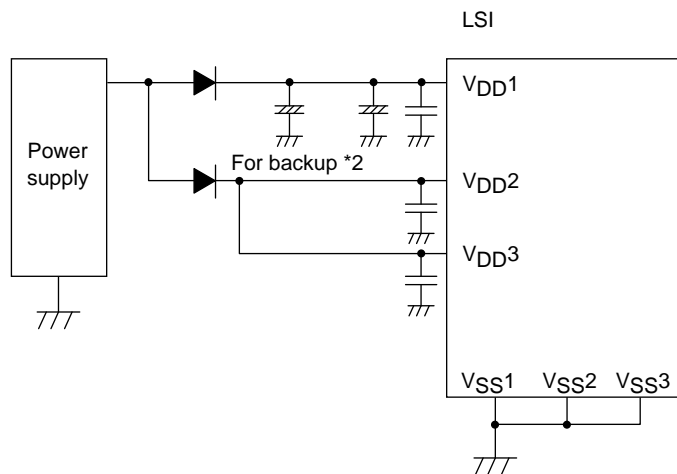 LSI
VDD1
Power
supply
For backup *2
VDD2
VDD3
VSS1 VSS2 VSS3